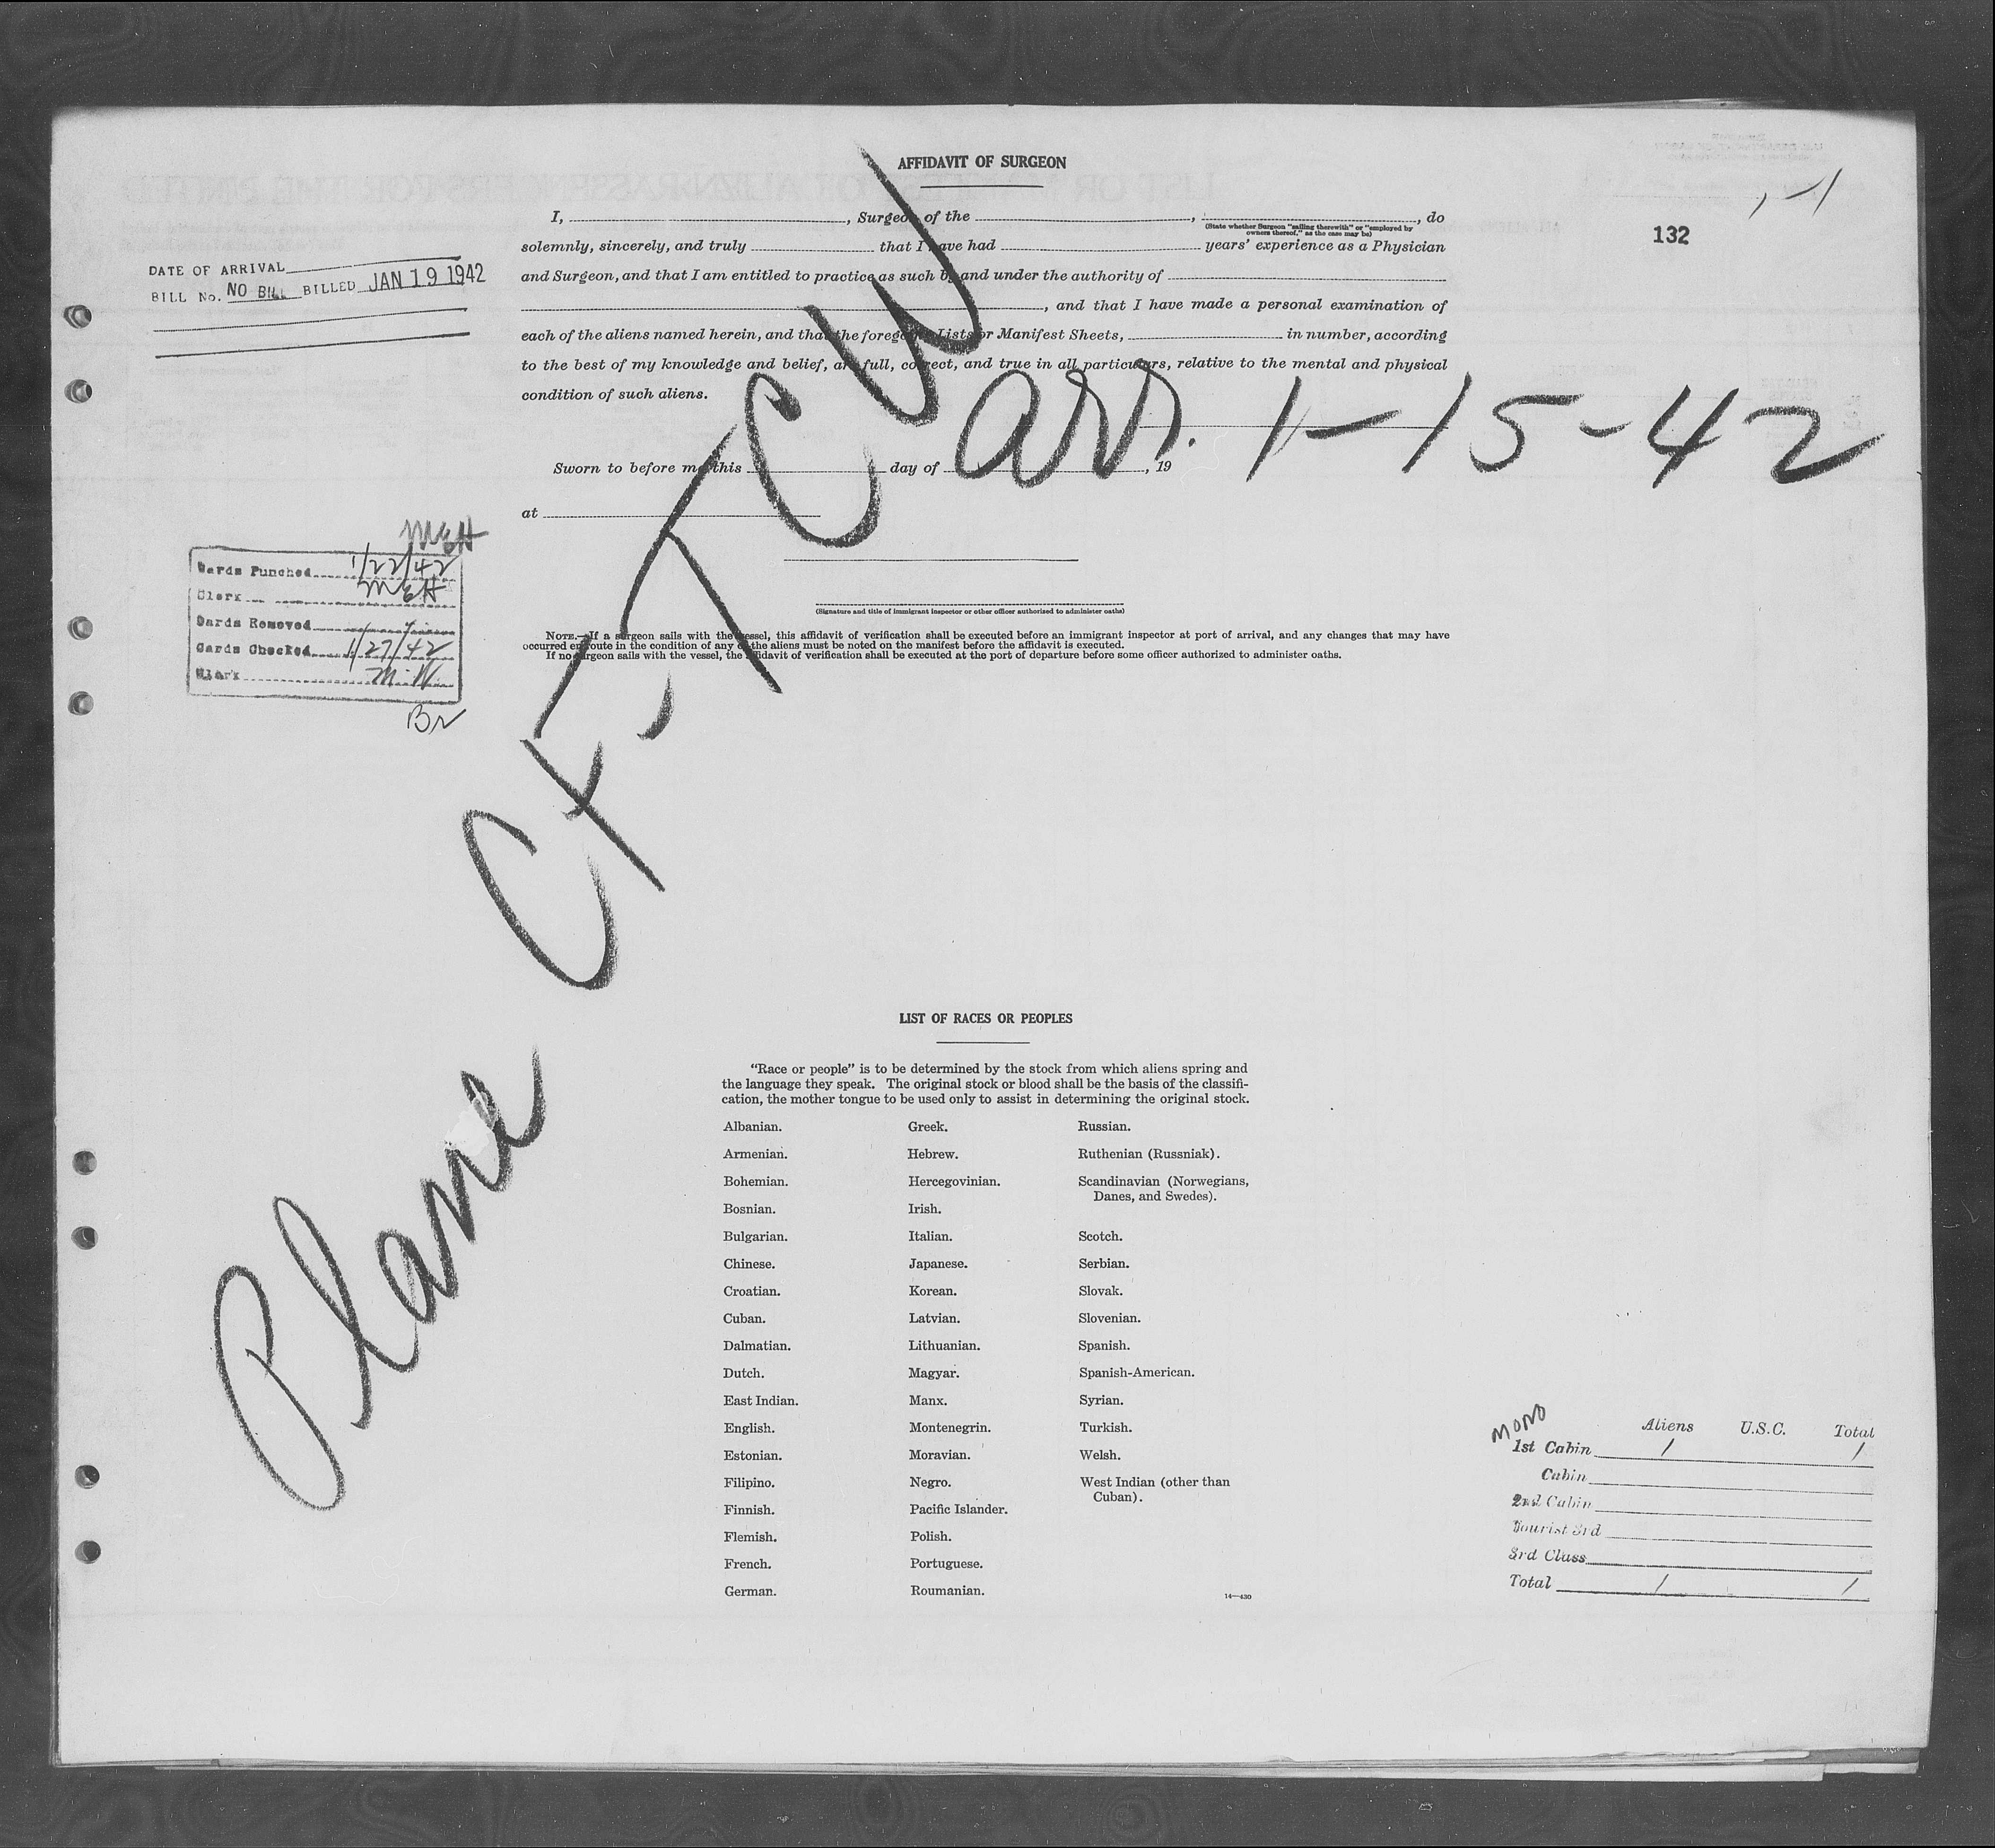 AFFIDAVIT OF SURGEON
I, , Surgeon of the , , do
(State whether Surgeon "sailing therewith" or "employed by
owners thereof," as the case may be)
solemnly, sincerely, and truly that I have had years' experience as a Physician
and Surgeon, and that I am entitled to practice as such by and under the authority of
, and that I have made a personal examination of
each of the aliens named herein, and that the foregoing Lists or Manifest Sheets, in number, according
to the best of my knowledge and belief, are full, correct, and true in all particulars, relative to the mental and physical
condition of such aliens.
Sworn to before me this day of , 19
at
(Signature and title of immigrant inspector or other officer authorized to administer oaths)
NOTE.—If a surgeon sails with the vessel, this affidavit of verification shall be executed before an immigrant inspector at port of arrival, and any changes that may have
occurred en route in the condition of any of the aliens must be noted on the manifest before the affidavit is executed.
If no surgeon sails with the vessel, the affidavit of verification shall be executed at the port of departure before some officer authorized to administer oaths.
132
1-1
DATE OF ARRIVAL
BILL No. NO BILL BILLED JAN 19 1942
Plane CF-TCW
arr. 1-15-42
MEH
Cards Punched 1/22/42
Clerk MEH
Cards Removed
Cards Checked 1/27/42
Clerk M.W.
Br
LIST OF RACES OR PEOPLES
"Race or people" is to be determined by the stock from which aliens spring and
the language they speak. The original stock or blood shall be the basis of the classifi-
cation, the mother tongue to be used only to assist in determining the original stock.
Albanian.
Armenian.
Bohemian.
Bosnian.
Bulgarian.
Chinese.
Croatian.
Cuban.
Dalmatian.
Dutch.
East Indian.
English.
Estonian.
Filipino.
Finnish.
Flemish.
French.
German.
Greek.
Hebrew.
Hercegovinian.
Irish.
Italian.
Japanese.
Korean.
Latvian.
Lithuanian.
Magyar.
Manx.
Montenegrin.
Moravian.
Negro.
Pacific Islander.
Polish.
Portuguese.
Roumanian.
Russian.
Ruthenian (Russniak).
Scandinavian (Norwegians,
Danes, and Swedes).
Scotch.
Serbian.
Slovak.
Slovenian.
Spanish.
Spanish-American.
Syrian.
Turkish.
Welsh.
West Indian (other than
Cuban).
14—430
MONO
Aliens U.S.C. Total
1st Cabin 1 1
Cabin
2nd Cabin
Tourist 3rd
3rd Class
Total 1 1